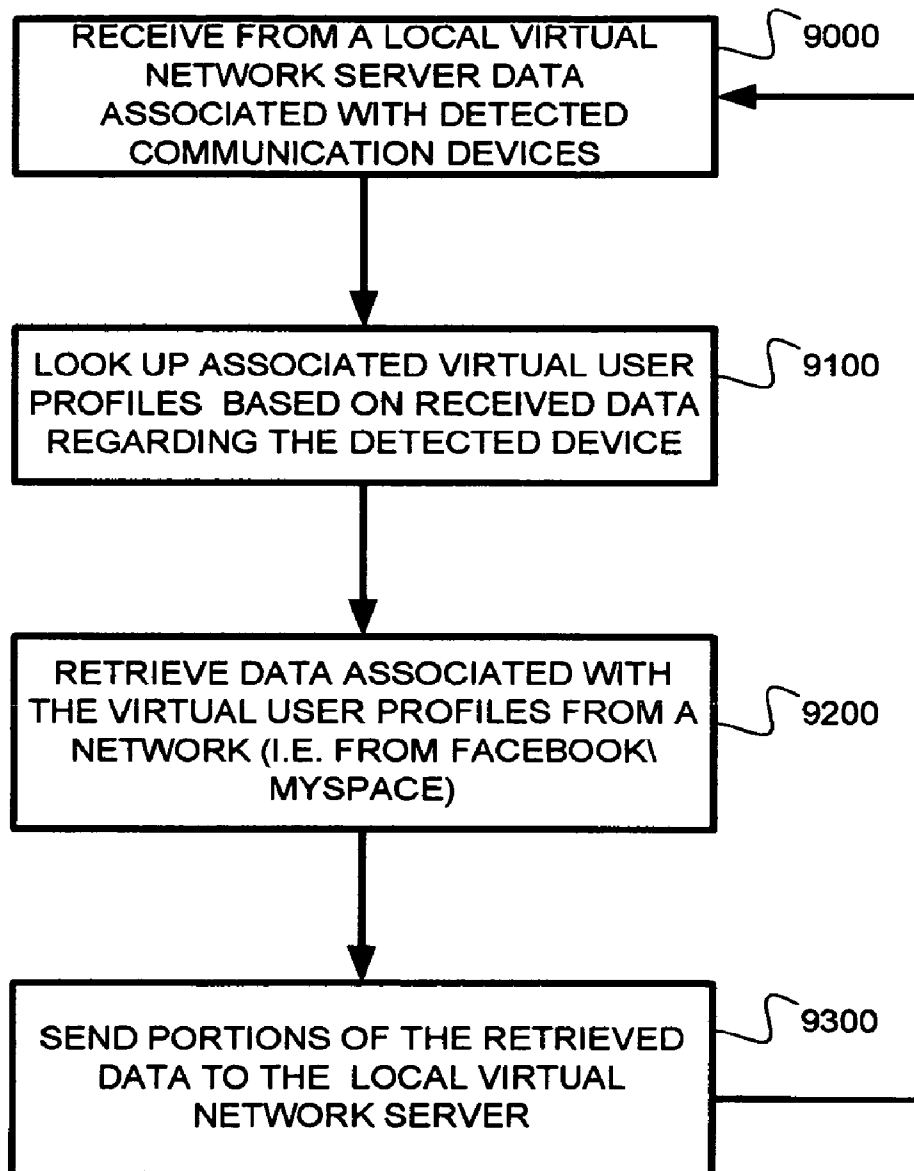 RECEIVE FROM A LOCAL VIRTUAL
NETWORK SERVER DATA
ASSOCIATED WITH DETECTED
COMMUNICATION DEVICES
9000
LOOK UP ASSOCIATED VIRTUAL USER
PROFILES BASED ON RECEIVED DATA
REGARDING THE DETECTED DEVICE
9100
RETRIEVE DATA ASSOCIATED WITH
THE VIRTUAL USER PROFILES FROM A
NETWORK (I.E. FROM FACEBOOK\
MYSPACE)
9200
SEND PORTIONS OF THE RETRIEVED
DATA TO THE LOCAL VIRTUAL
NETWORK SERVER
9300